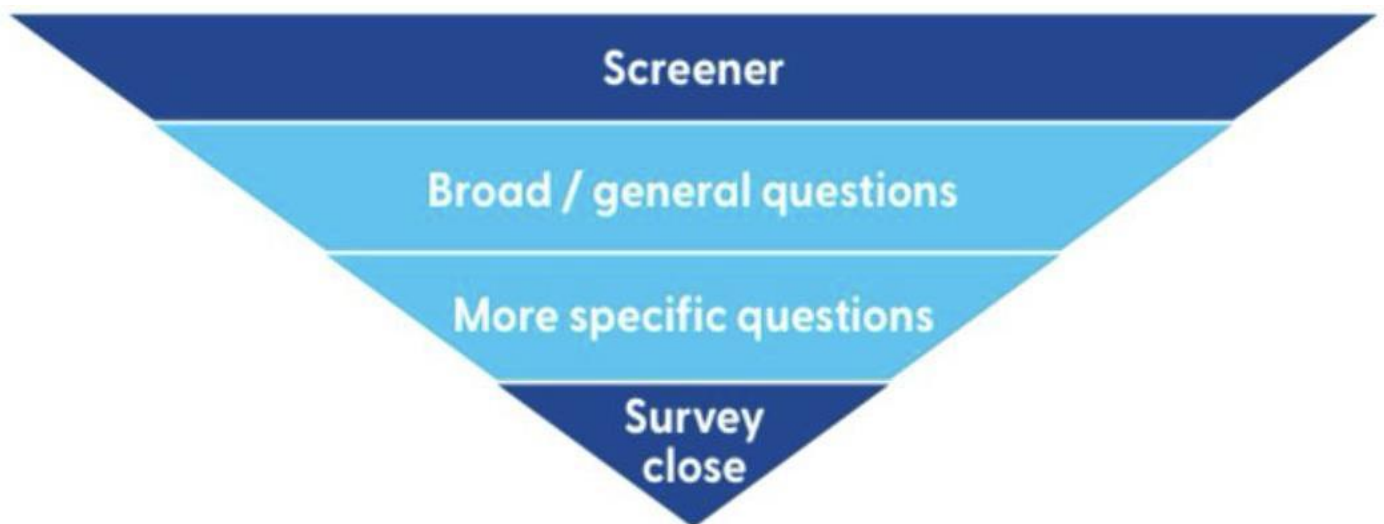 Screener
Broad / general questions
More specific questions
Survey
close